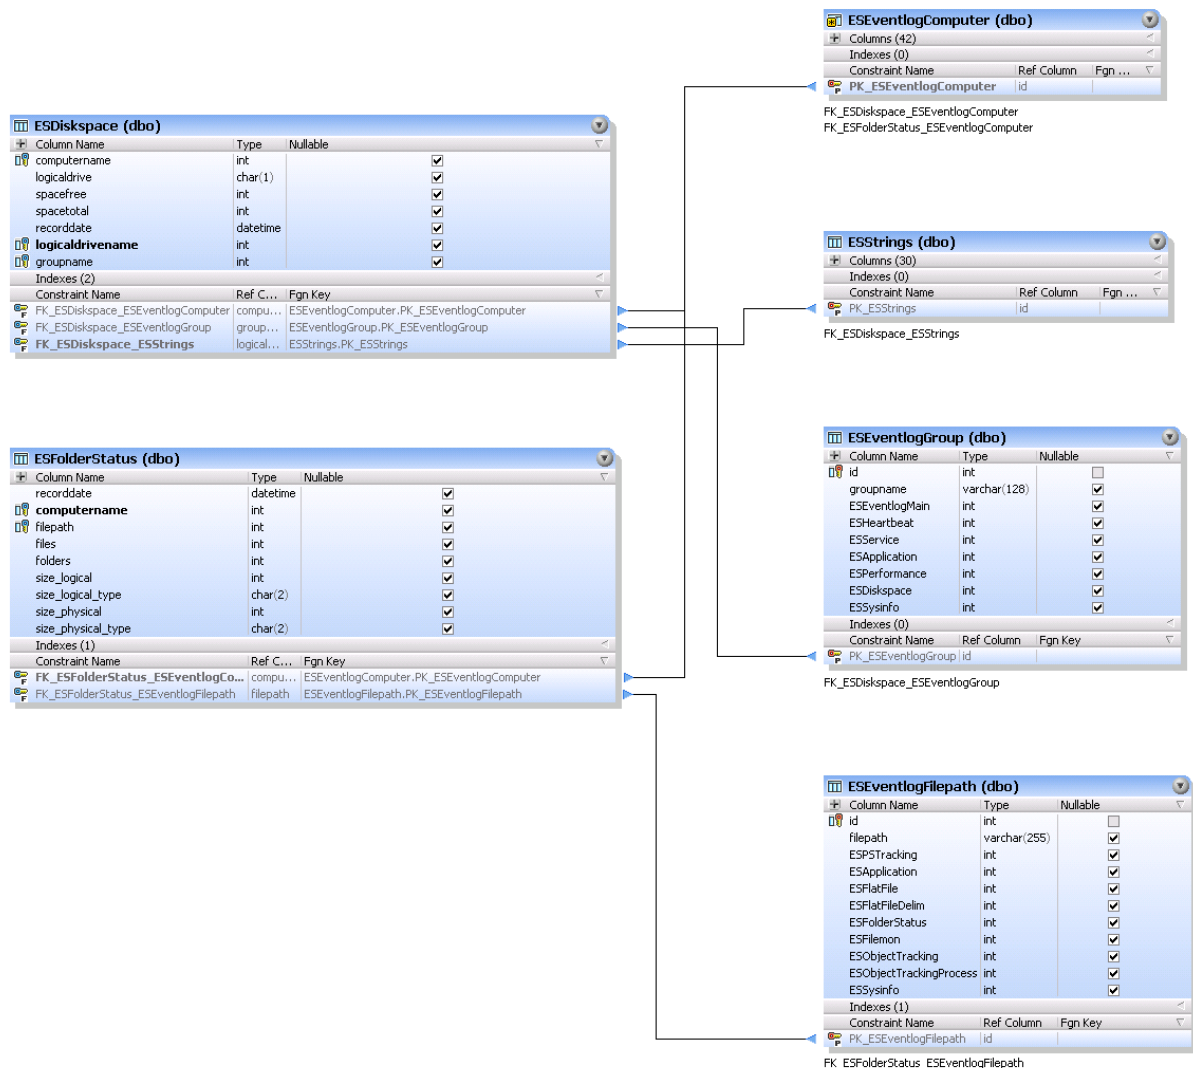 ESEventlogComputer (dbo)
Columns (42)
Indexes (0)
Constraint Name Ref Column Fgn ...
PK_ESEventlogComputer id
FK_ESDiskspace_ESEventlogComputer
FK_ESFolderStatus_ESEventlogComputer
ESDiskspace (dbo)
Column Name Type Nullable
computername int
logicaldrive char(1)
spacefree int
spacetotal int
recorddate datetime
logicaldrivename int
groupname int
Indexes (2)
Constraint Name Ref C... Fgn Key
FK_ESDiskspace_ESEventlogComputer compu... ESEventlogComputer.PK_ESEventlogComputer
FK_ESDiskspace_ESEventlogGroup group... ESEventlogGroup.PK_ESEventlogGroup
FK_ESDiskspace_ESStrings logical... ESStrings.PK_ESStrings
ESStrings (dbo)
Columns (30)
Indexes (0)
Constraint Name Ref Column Fgn ...
PK_ESStrings id
FK_ESDiskspace_ESStrings
ESFolderStatus (dbo)
Column Name Type Nullable
recorddate datetime
computername int
filepath int
files int
folders int
size_logical int
size_logical_type char(2)
size_physical int
size_physical_type char(2)
Indexes (1)
Constraint Name Ref C... Fgn Key
FK_ESFolderStatus_ESEventlogCo... compu... ESEventlogComputer.PK_ESEventlogComputer
FK_ESFolderStatus_ESEventlogFilepath filepath ESEventlogFilepath.PK_ESEventlogFilepath
ESEventlogGroup (dbo)
Column Name Type Nullable
id int
groupname varchar(128)
ESEventlogMain int
ESHeartbeat int
ESService int
ESApplication int
ESPerformance int
ESDiskspace int
ESSysinfo int
Indexes (0)
Constraint Name Ref Column Fgn Key
PK_ESEventlogGroup id
FK_ESDiskspace_ESEventlogGroup
ESEventlogFilepath (dbo)
Column Name Type Nullable
id int
filepath varchar(255)
ESPSTracking int
ESApplication int
ESFlatFile int
ESFlatFileDelim int
ESFolderStatus int
ESFilemon int
ESObjectTracking int
ESObjectTrackingProcess int
ESSysinfo int
Indexes (1)
Constraint Name Ref Column Fgn Key
PK_ESEventlogFilepath id
FK_ESFolderStatus_ESEventlogFilepath